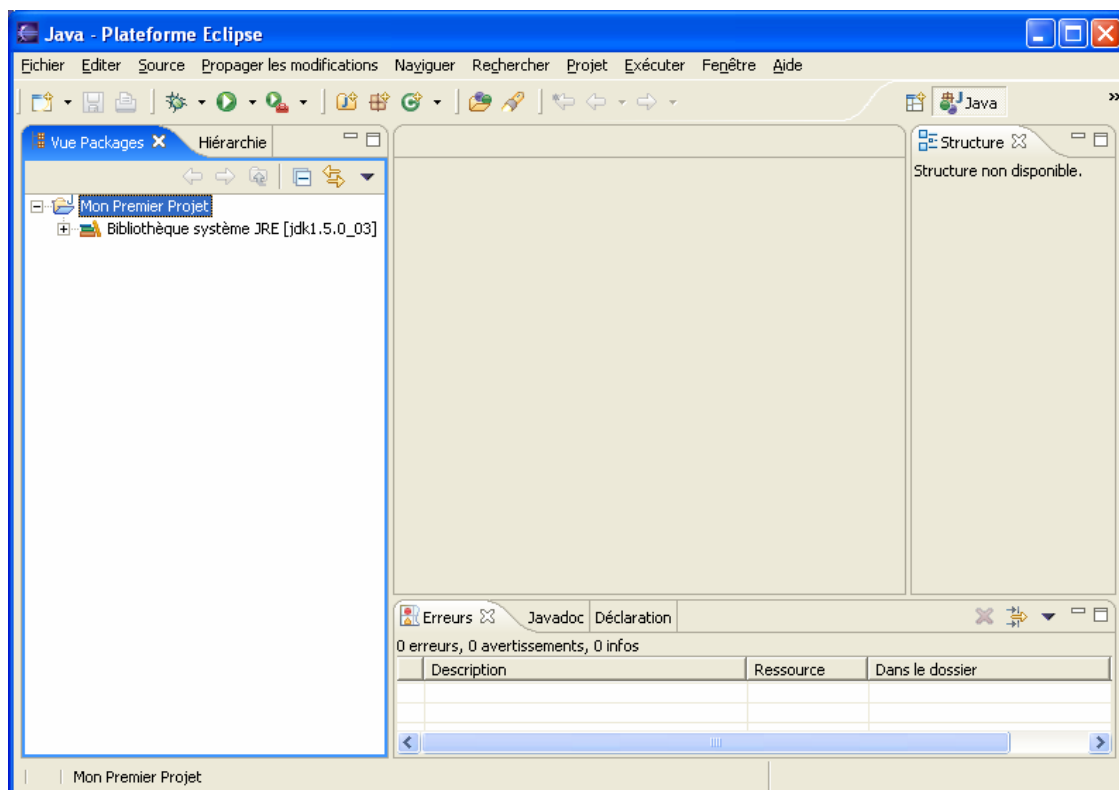 Java - Plateforme Eclipse
Fichier Editer Source Propager les modifications Naviguer Rechercher Projet Exécuter Fenêtre Aide
Java
Vue Packages Hiérarchie
Structure
Structure non disponible.
Mon Premier Projet
Bibliothèque système JRE [jdk1.5.0_03]
Erreurs Javadoc Déclaration
0 erreurs, 0 avertissements, 0 infos
Description Ressource Dans le dossier
Mon Premier Projet